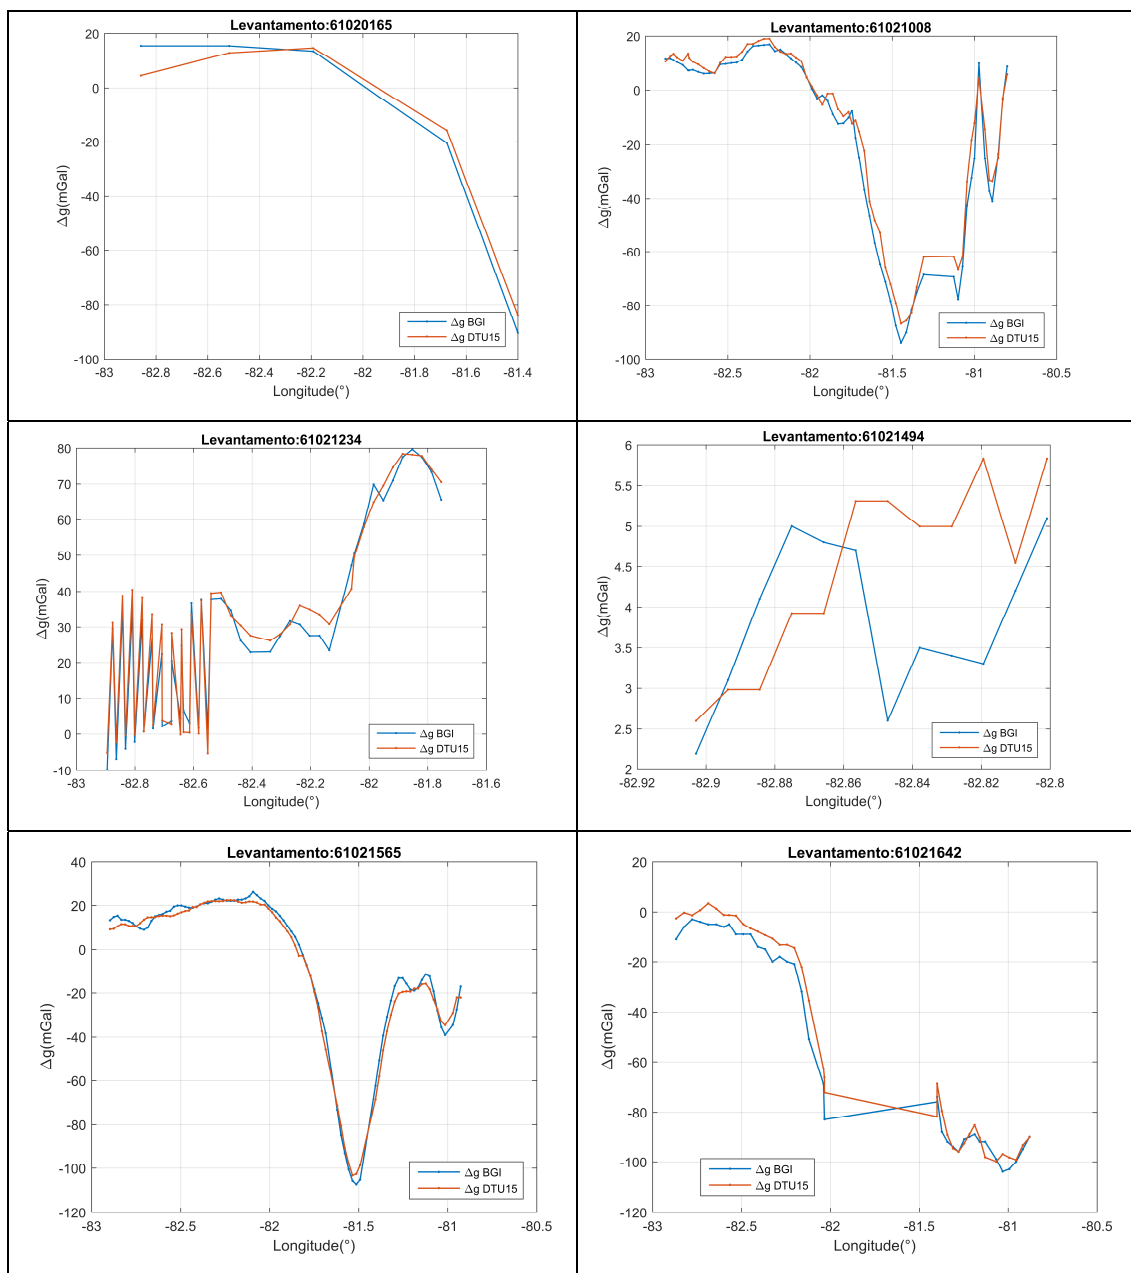 Levantamento:61020165
20
0
-20
-40
-60
-80
-100
Δg(mGal)
Δg BGI
Δg DTU15
-83 -82.8 -82.6 -82.4 -82.2 -82 -81.8 -81.6 -81.4
Longitude(°)
Levantamento:61021008
20
0
-20
-40
-60
-80
-100
Δg(mGal)
Δg BGI
Δg DTU15
-83 -82.5 -82 -81.5 -81 -80.5
Longitude(°)
Levantamento:61021234
80
70
60
50
40
30
20
10
0
-10
Δg(mGal)
Δg BGI
Δg DTU15
-83 -82.8 -82.6 -82.4 -82.2 -82 -81.8 -81.6
Longitude(°)
Levantamento:61021494
6
5.5
5
4.5
4
3.5
3
2.5
2
Δg(mGal)
Δg BGI
Δg DTU15
-82.92 -82.9 -82.88 -82.86 -82.84 -82.82 -82.8
Longitude(°)
Levantamento:61021565
40
20
0
-20
-40
-60
-80
-100
-120
Δg(mGal)
Δg BGI
Δg DTU15
-83 -82.5 -82 -81.5 -81 -80.5
Longitude(°)
Levantamento:61021642
20
0
-20
-40
-60
-80
-100
-120
Δg(mGal)
Δg BGI
Δg DTU15
-83 -82.5 -82 -81.5 -81 -80.5
Longitude(°)